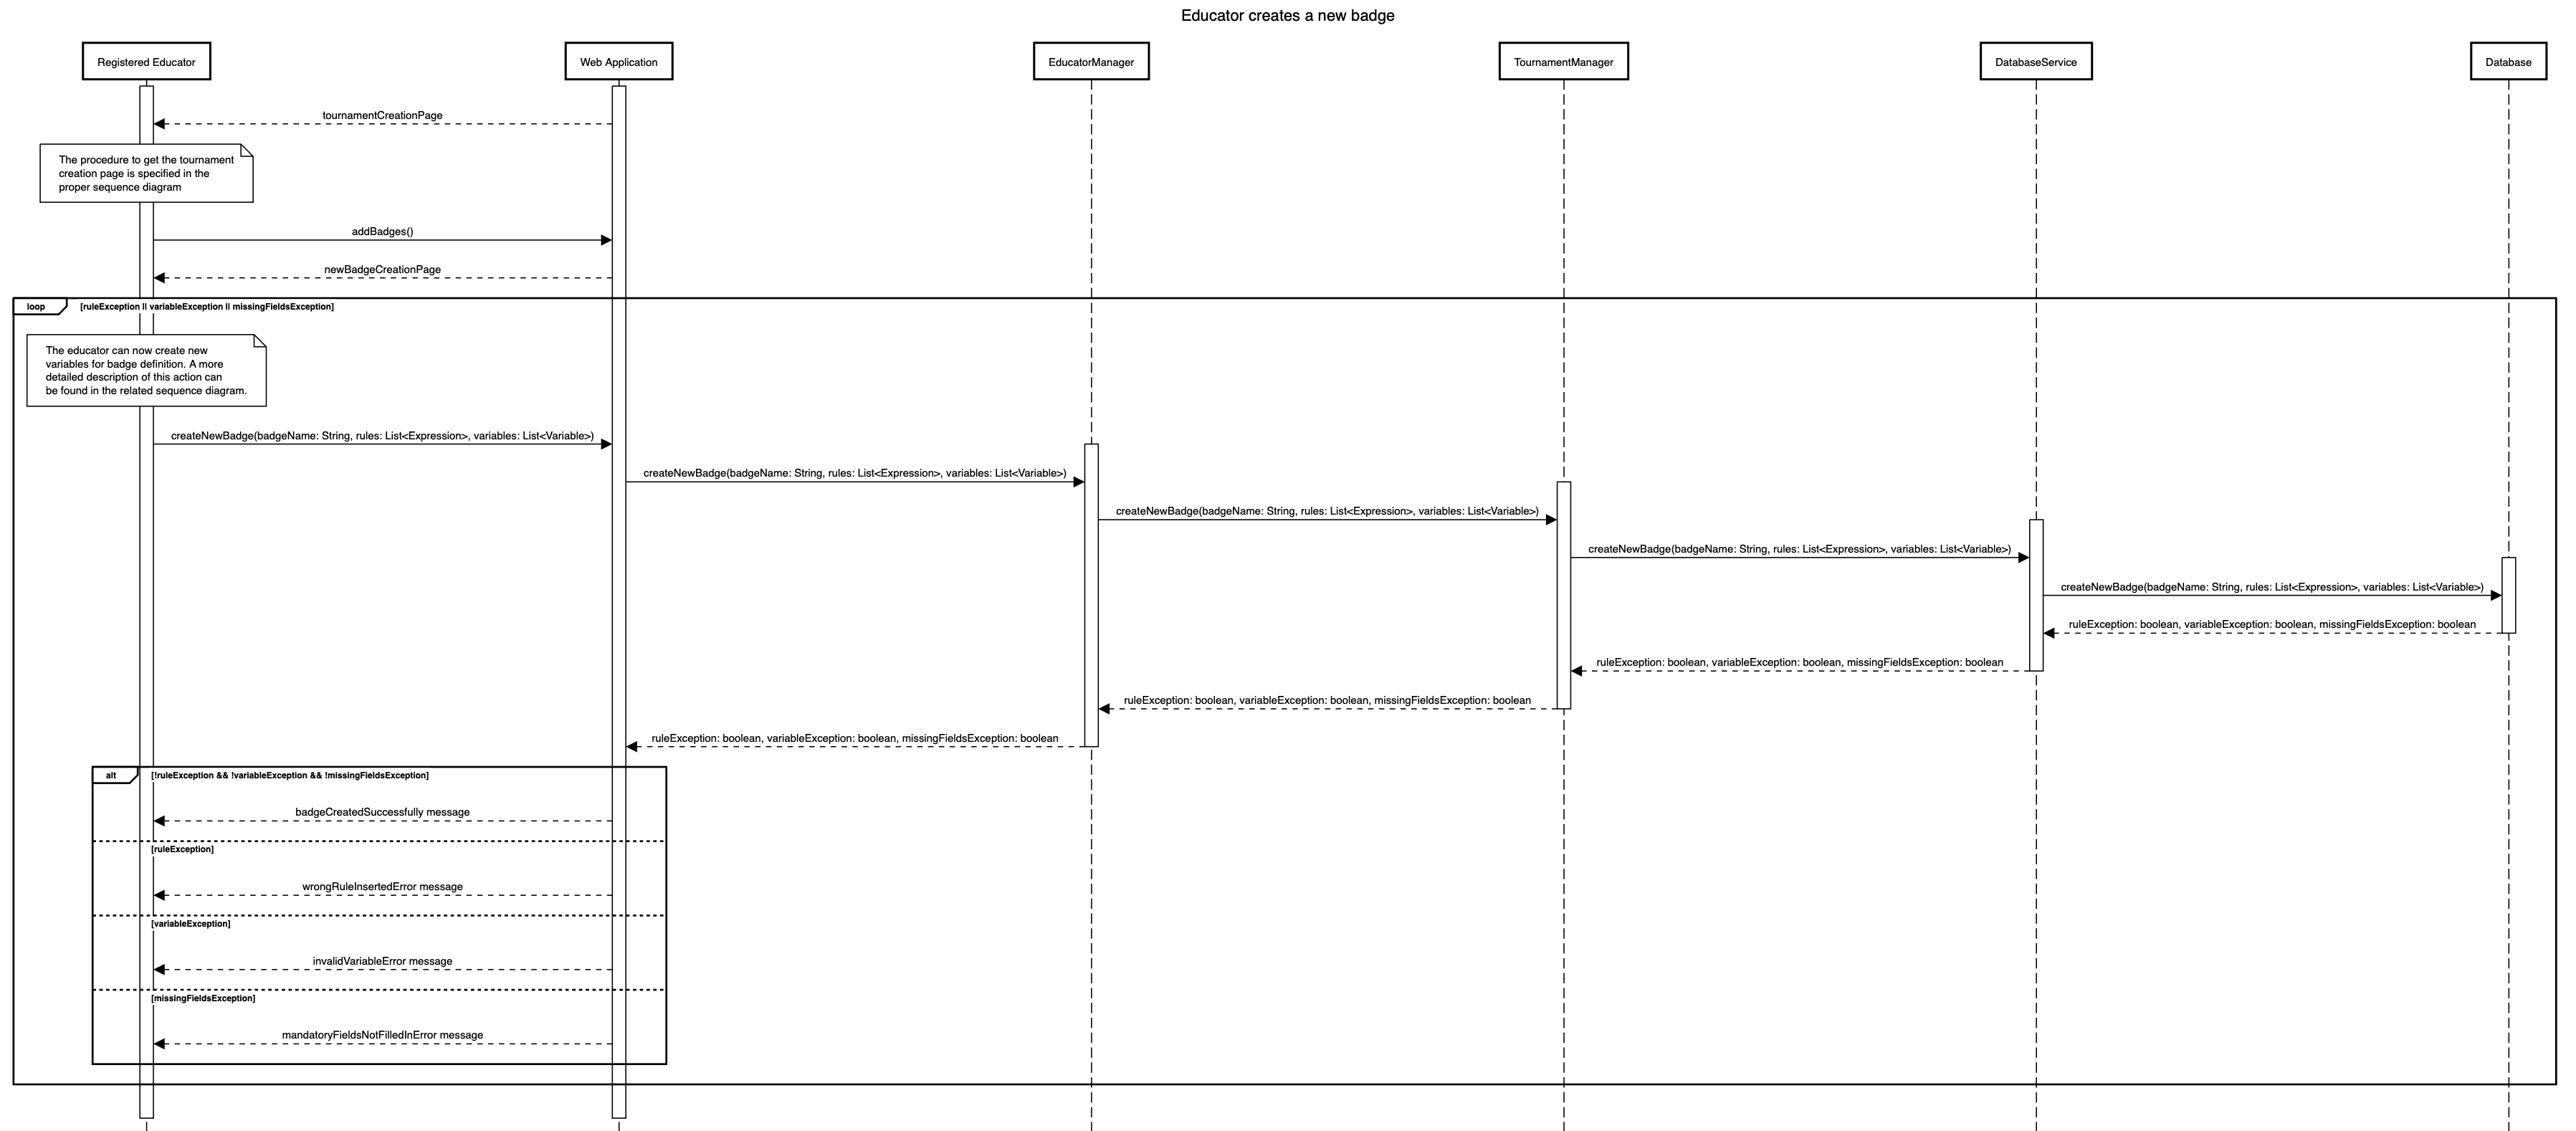 Educator creates a new badge
Registered Educator
Web Application
EducatorManager
TournamentManager
DatabaseService
Database
tournamentCreationPage
The procedure to get the tournament
creation page is specified in the
proper sequence diagram
addBadges()
newBadgeCreationPage
loop
[ruleException || variableException || missingFieldsException]
The educator can now create new
variables for badge definition. A more
detailed description of this action can
be found in the related sequence diagram.
createNewBadge(badgeName: String, rules: List<Expression>, variables: List<Variable>)
createNewBadge(badgeName: String, rules: List<Expression>, variables: List<Variable>)
createNewBadge(badgeName: String, rules: List<Expression>, variables: List<Variable>)
createNewBadge(badgeName: String, rules: List<Expression>, variables: List<Variable>)
createNewBadge(badgeName: String, rules: List<Expression>, variables: List<Variable>)
ruleException: boolean, variableException: boolean, missingFieldsException: boolean
ruleException: boolean, variableException: boolean, missingFieldsException: boolean
ruleException: boolean, variableException: boolean, missingFieldsException: boolean
ruleException: boolean, variableException: boolean, missingFieldsException: boolean
alt
[!ruleException && !variableException && !missingFieldsException]
badgeCreatedSuccessfully message
[ruleException]
wrongRuleInsertedError message
[variableException]
invalidVariableError message
[missingFieldsException]
mandatoryFieldsNotFilledInError message